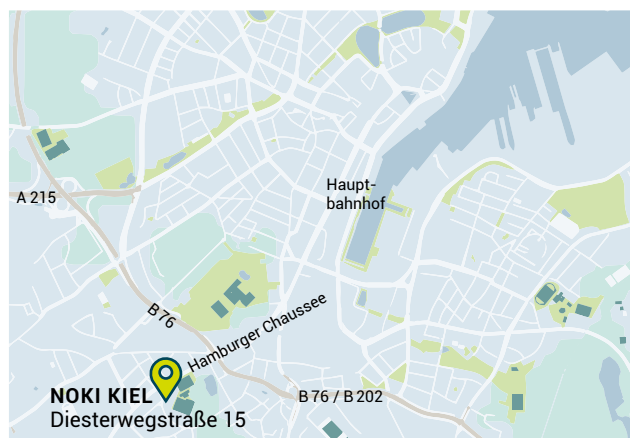 Haupt-
bahnhof
A 215
B 76
Hamburger Chaussee
NOKI KIEL
Diesterwegstraße 15
B 76 / B 202